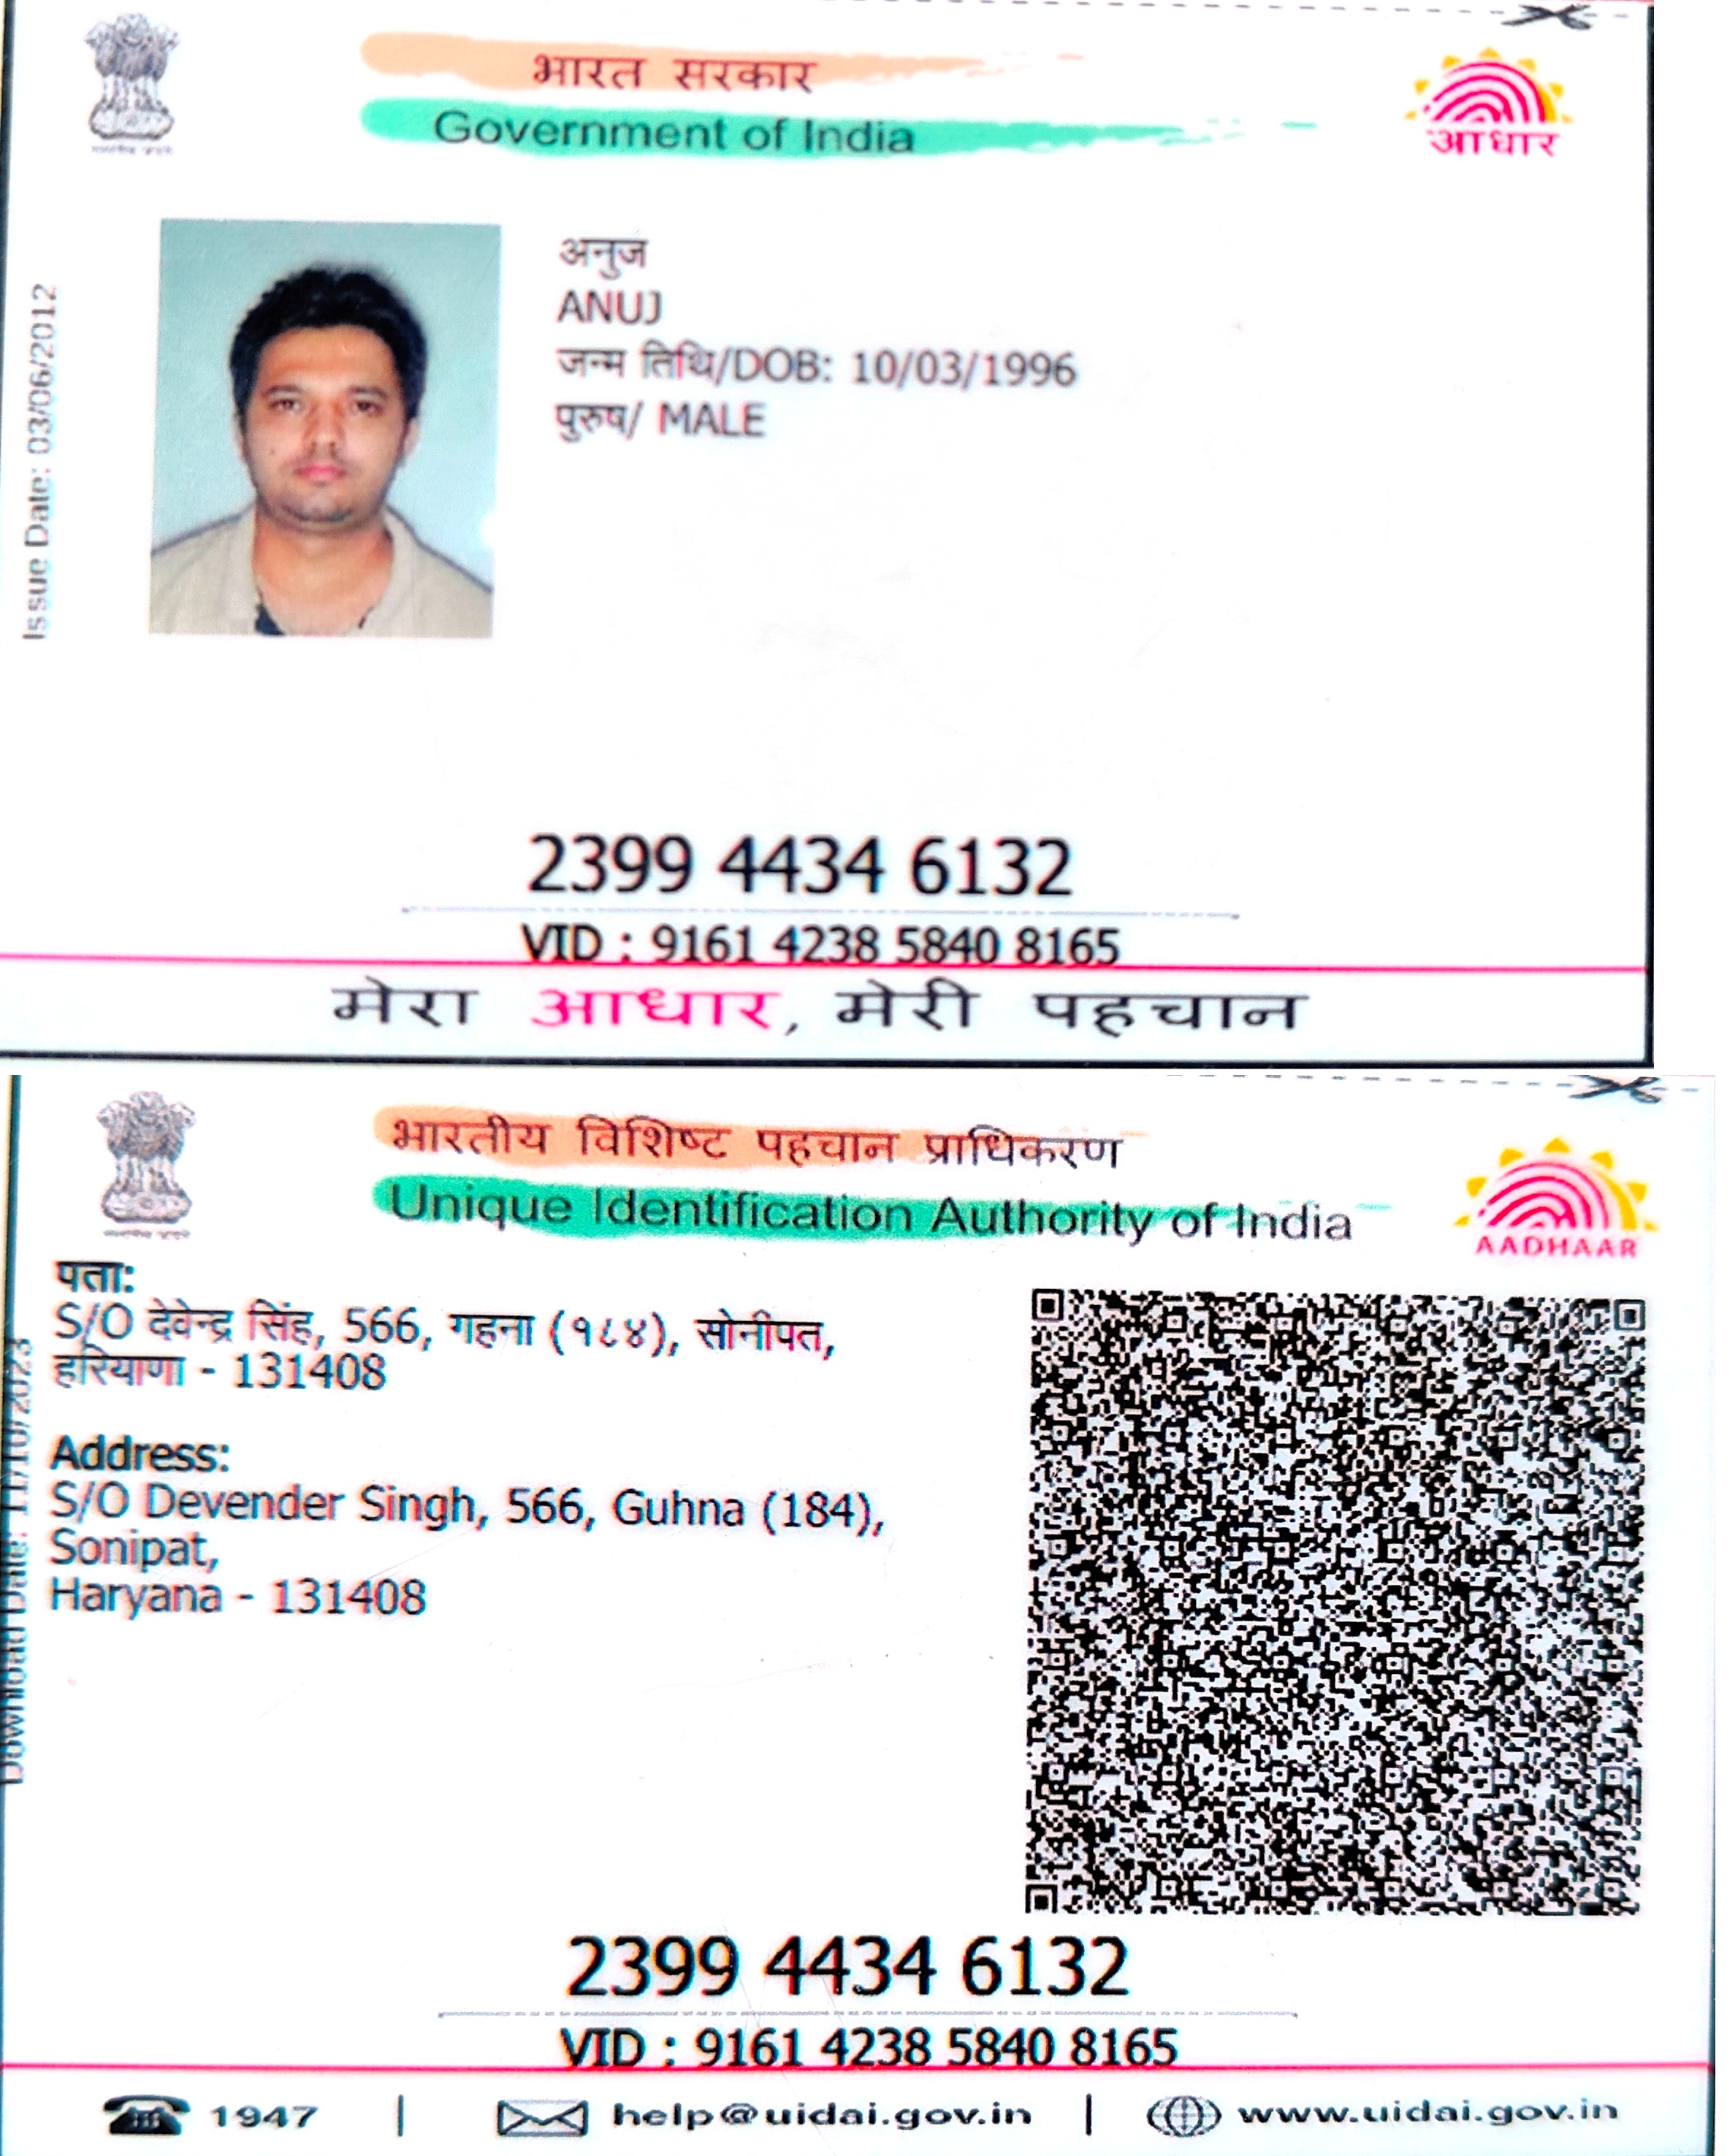 भारत सरकार
Government of India
आधार
Issue Date: 03/06/2012
अनुज
ANUJ
जन्म तिथि/DOB: 10/03/1996
पुरुष/ MALE
2399 4434 6132
VID : 9161 4238 5840 8165
मेरा आधार, मेरी पहचान
भारतीय विशिष्ट पहचान प्राधिकरण
Unique Identification Authority of India
AADHAAR
Download Date: 11/10/2023
पता:
S/O देवेन्द्र सिंह, 566, गहना (१८४), सोनीपत,
हरियाणा - 131408
Address:
S/O Devender Singh, 566, Guhna (184),
Sonipat,
Haryana - 131408
2399 4434 6132
VID : 9161 4238 5840 8165
1947 | help@uidai.gov.in | www.uidai.gov.in